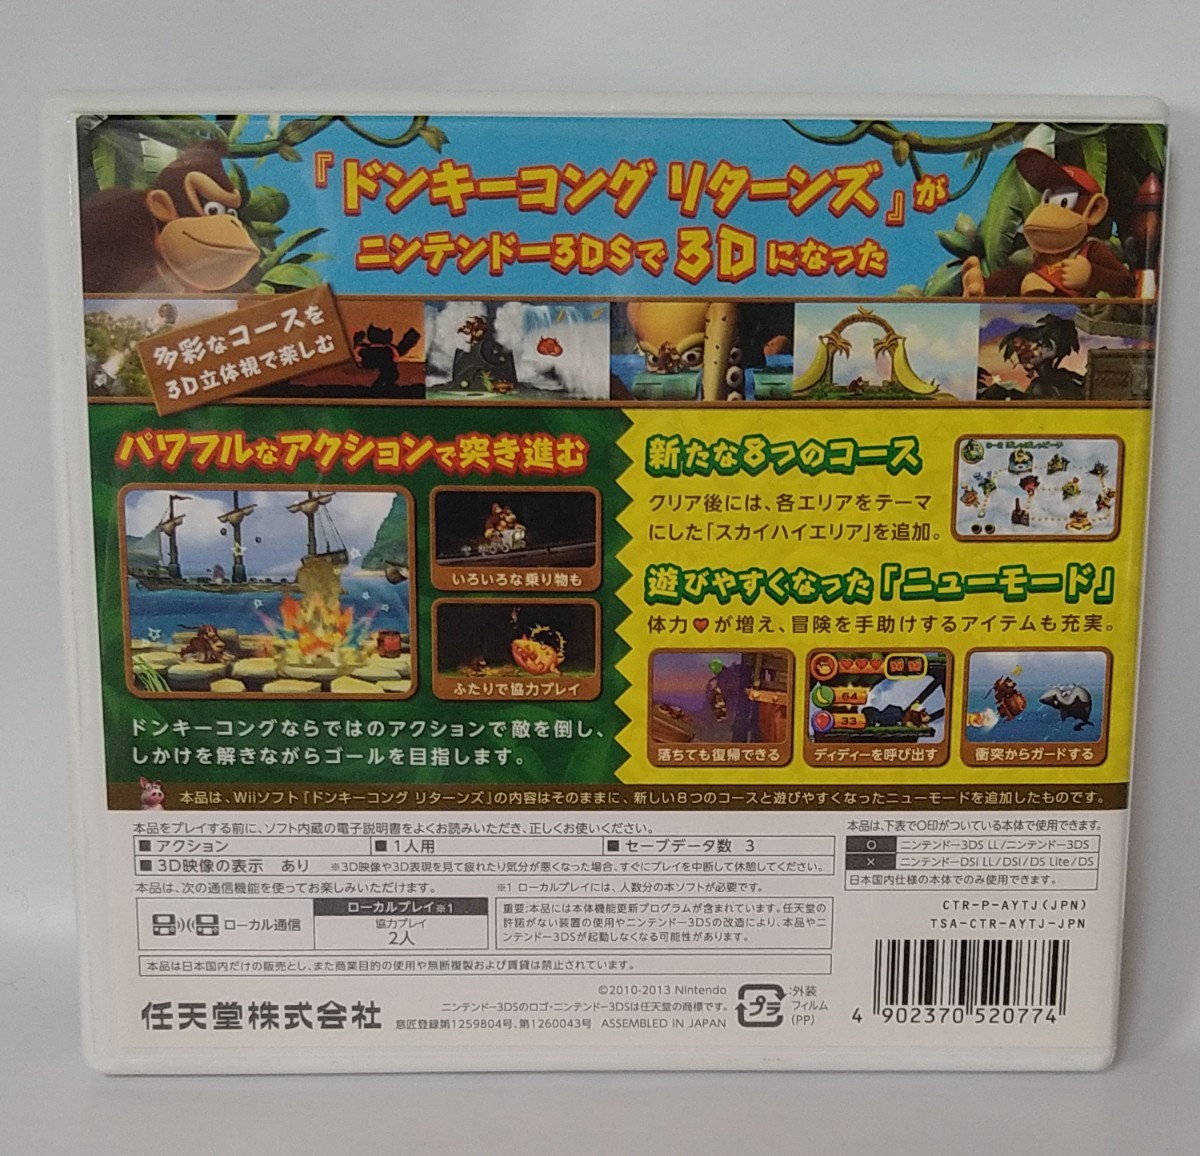 『ドンキーコング リターンズ』が
ニンテンドー3DSで3Dになった
多彩なコースを
3D立体視で楽しむ
パワフルなアクションで突き進む
いろいろな乗り物も
ふたりで協力プレイ
ドンキーコングならではのアクションで敵を倒し、
しかけを解きながらゴールを目指します。
新たな8つのコース
クリア後には、各エリアをテーマ
にした「スカイハイエリア」を追加。
遊びやすくなった「ニューモード」
体力♥が増え、冒険を手助けするアイテムも充実。
64
33
落ちても復帰できる
ディディーを呼び出す
衝突からガードする
本品は、Wiiソフト『ドンキーコング リターンズ』の内容はそのままに、新しい8つのコースと遊びやすくなったニューモードを追加したものです。
本品をプレイする前に、ソフト内蔵の電子説明書をよくお読みいただき、正しくお使いください。
■ アクション ■ 1人用 ■ セーブデータ数 3
■ 3D映像の表示 あり ※3D映像や3D表現を見て疲れたり気分が悪くなった場合、すぐにプレイを中断して休憩してください。
本品は、次の通信機能を使ってお楽しみいただけます。
※1 ローカルプレイには、人数分の本ソフトが必要です。
ローカル通信
ローカルプレイ※1
協力プレイ
2人
重要:本品には本体機能更新プログラムが含まれています。任天堂の
許諾がない装置の使用やニンテンドー3DSの改造により、本品やニ
ンテンドー3DSが起動しなくなる可能性があります。
本品は日本国内だけの販売とし、また商業目的の使用や無断複製および賃貸は禁止されています。
本品は、下表で○印がついている本体で使用できます。
○ ニンテンドー3DS LL/ニンテンドー3DS
× ニンテンドーDSi LL/DSi/DS Lite/DS
日本国内仕様の本体でのみ使用できます。
CTR-P-AYTJ(JPN)
TSA-CTR-AYTJ-JPN
任天堂株式会社
©2010-2013 Nintendo
ニンテンドー3DSのロゴ・ニンテンドー3DSは任天堂の商標です。
意匠登録第1259804号、第1260043号 ASSEMBLED IN JAPAN
プラ
:外装
フィルム
(PP)
4 902370 520774